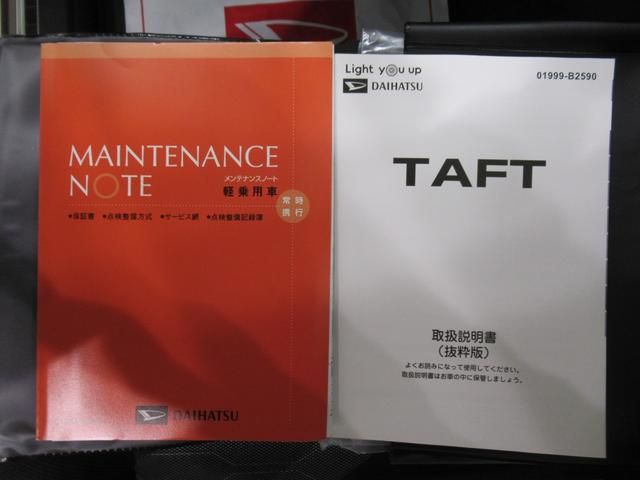 MAINTENANCE
NOTE
メンテナンスノート
軽乗用車
常時
携行
●保証書 ●点検整備方式 ●サービス網 ●点検整備記録簿
DAIHATSU
Light you up
DAIHATSU
01999-B2590
TAFT
取扱説明書
(抜粋版)
よくお読みになって使用してください。
取扱説明書はお車の中に保管しましょう。